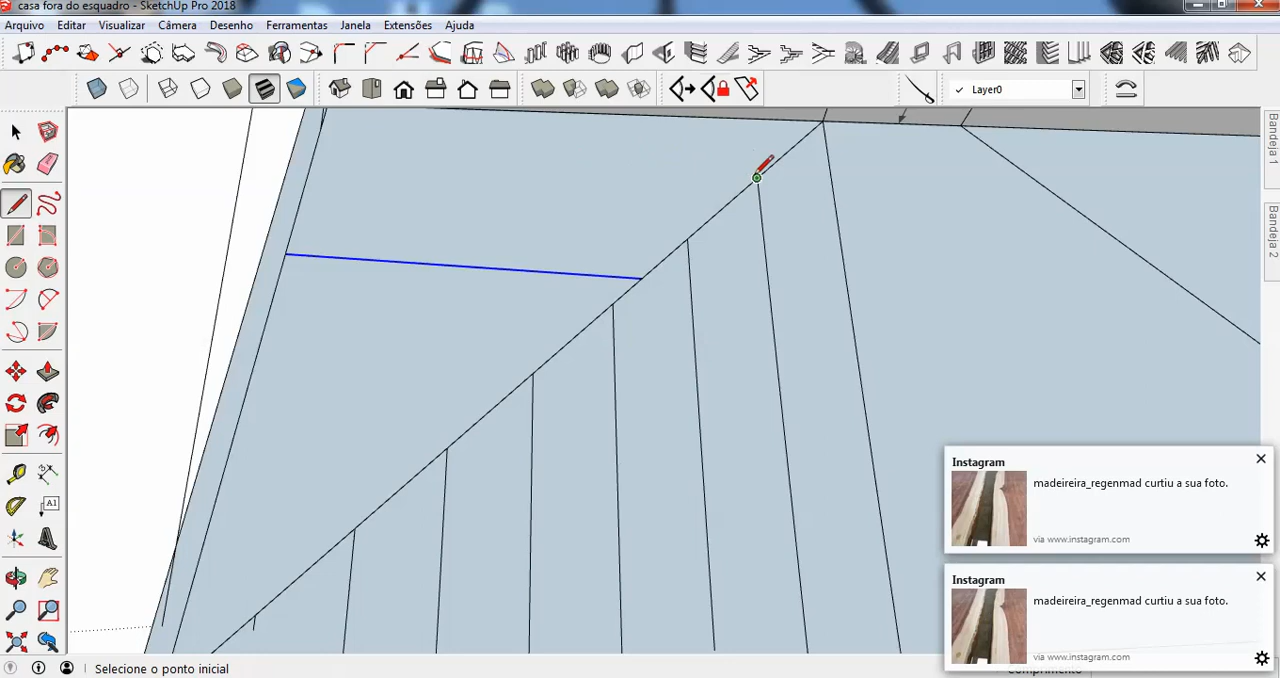 casa fora do esquadro - SketchUp Pro 2018
Arquivo Editar Visualizar Câmera Desenho Ferramentas Janela Extensões Ajuda
Layer0
Bandeja 1
Bandeja 2
A1
Instagram
madeireira_regenmad curtiu a sua foto.
via www.instagram.com
Instagram
madeireira_regenmad curtiu a sua foto.
via www.instagram.com
Selecione o ponto inicial
Comprimento